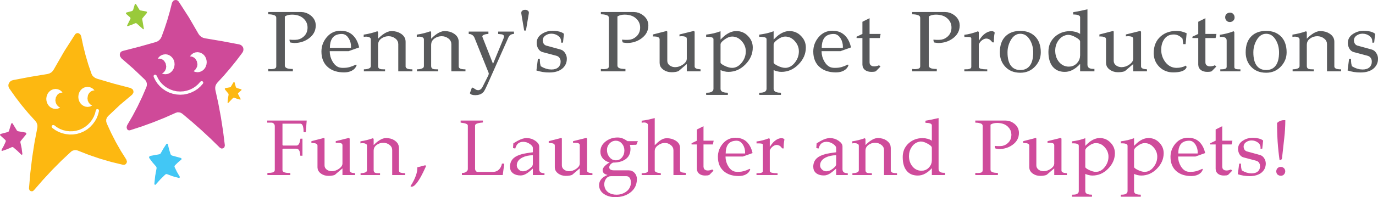 Penny's Puppet Productions
Fun, Laughter and Puppets!